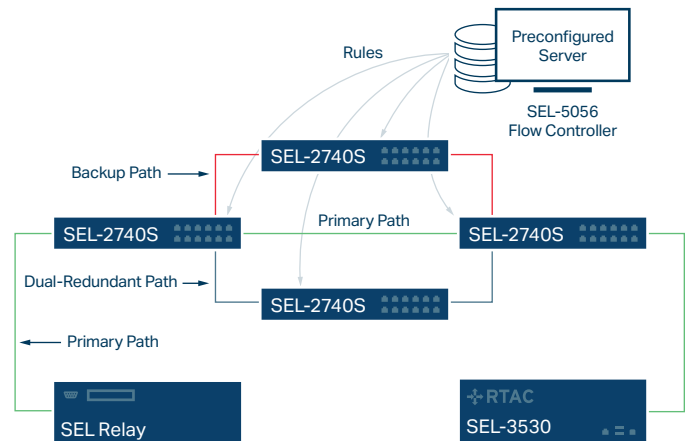 Preconfigured
Server
Rules
SEL-5056
Flow Controller
SEL-2740S
Backup Path
SEL-2740S
Primary Path
SEL-2740S
Dual-Redundant Path
SEL-2740S
Primary Path
SEL Relay
RTAC
SEL-3530